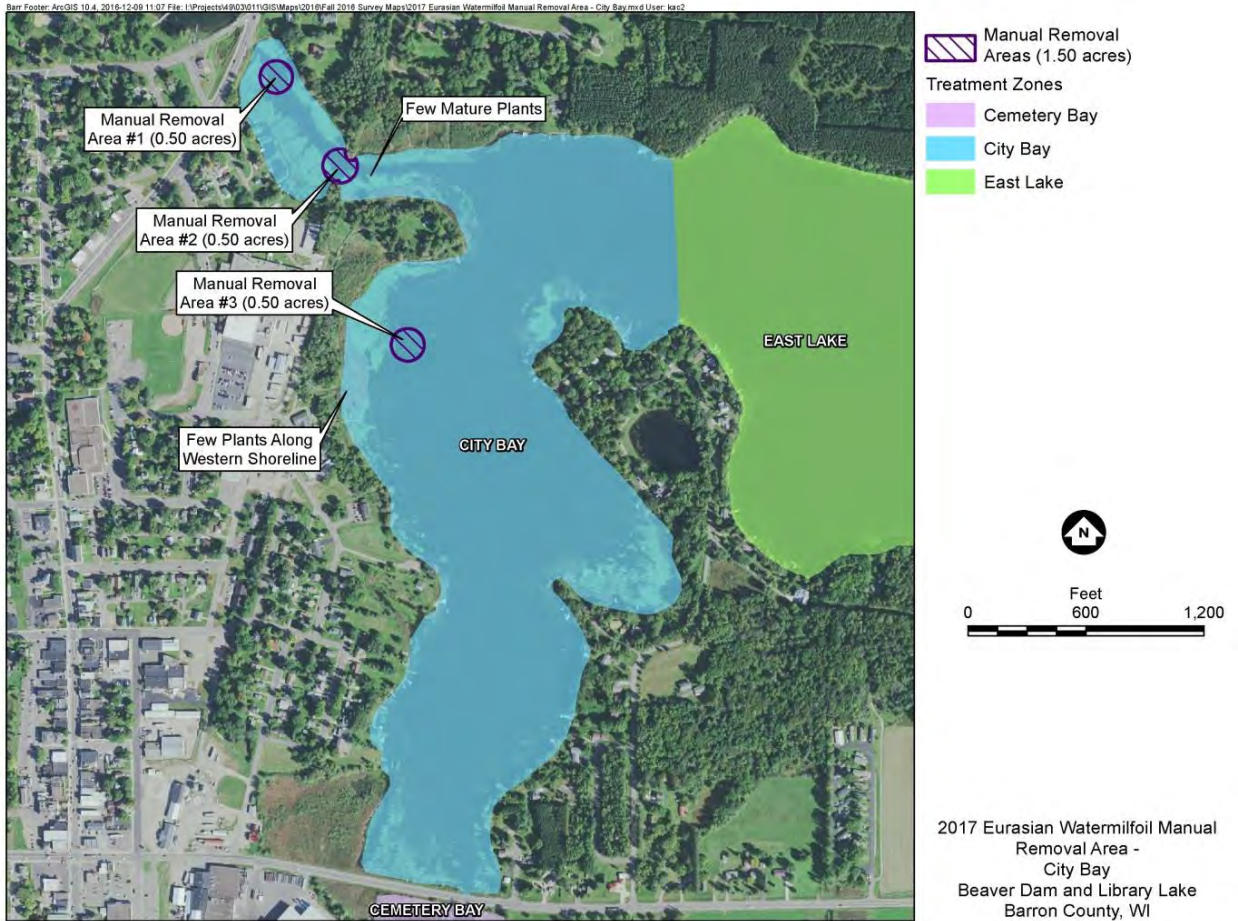 Barr Footer: ArcGIS 10.4, 2016-12-09 11:07 File: I:\Projects\49\03\011\GIS\Maps\2016\Fall 2016 Survey Maps\2017 Eurasian Watermilfoil Manual Removal Area - City Bay.mxd User: kac2
Manual Removal
Area #1 (0.50 acres)
Few Mature Plants
Manual Removal
Area #2 (0.50 acres)
Manual Removal
Area #3 (0.50 acres)
EAST LAKE
Few Plants Along
Western Shoreline
CITY BAY
CEMETERY BAY
Manual Removal
Areas (1.50 acres)
Treatment Zones
Cemetery Bay
City Bay
East Lake
N
Feet
0 600 1,200
2017 Eurasian Watermilfoil Manual
Removal Area -
City Bay
Beaver Dam and Library Lake
Barron County, WI